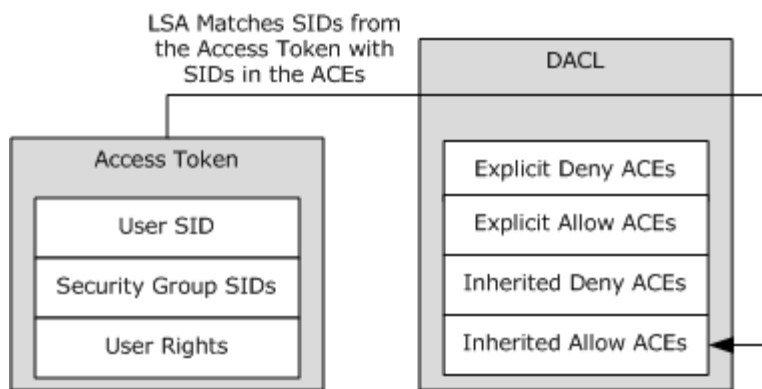 LSA Matches SIDs from
the Access Token with
SIDs in the ACEs
DACL
Access Token
User SID
Security Group SIDs
User Rights
Explicit Deny ACEs
Explicit Allow ACEs
Inherited Deny ACEs
Inherited Allow ACEs